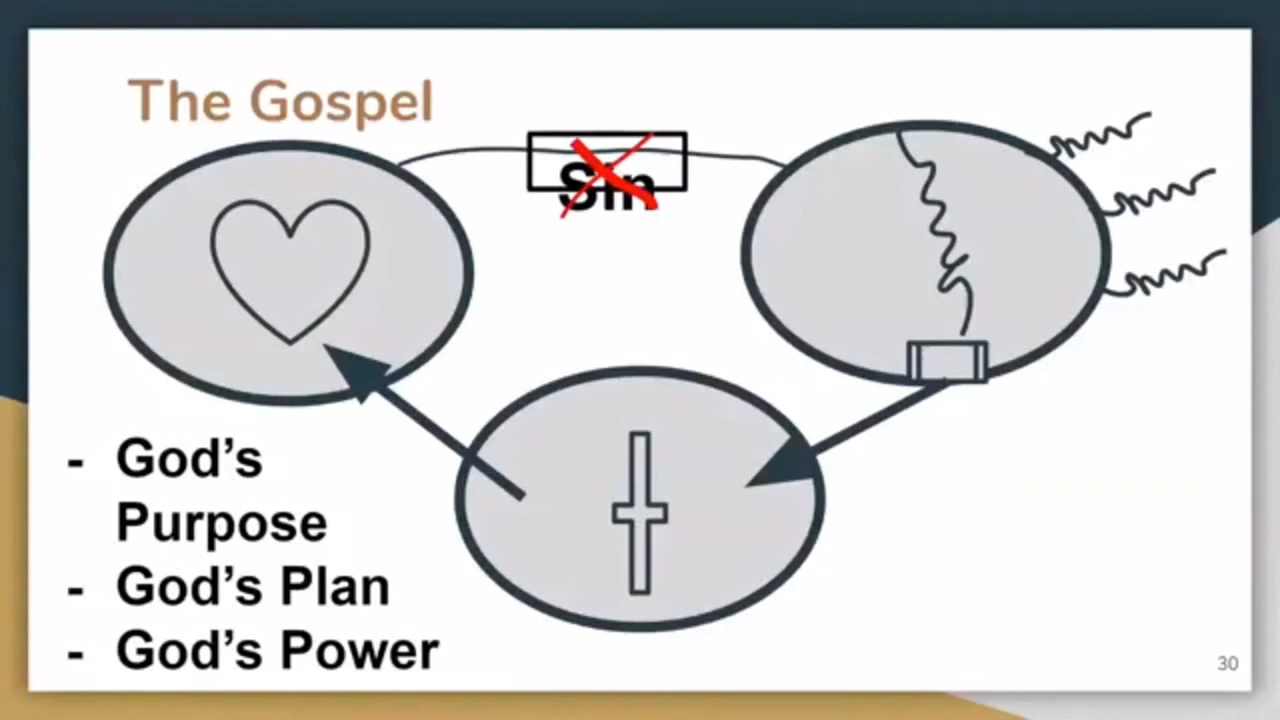 The Gospel
Sin
- God’s
Purpose
- God’s Plan
- God’s Power
30